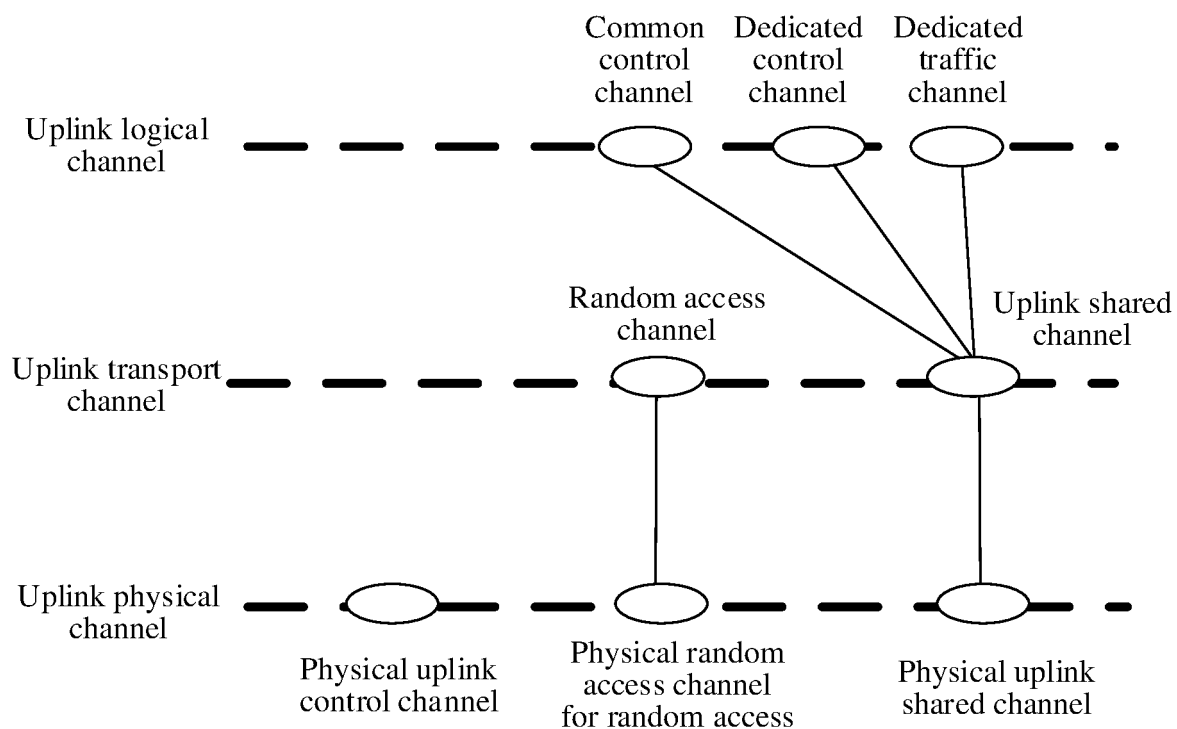 Common
control
channel
Dedicated
control
channel
Dedicated
traffic
channel
Uplink logical
channel
Random access
channel
Uplink shared
channel
Uplink transport
channel
Uplink physical
channel
Physical uplink
control channel
Physical random
access channel
for random access
Physical uplink
shared channel